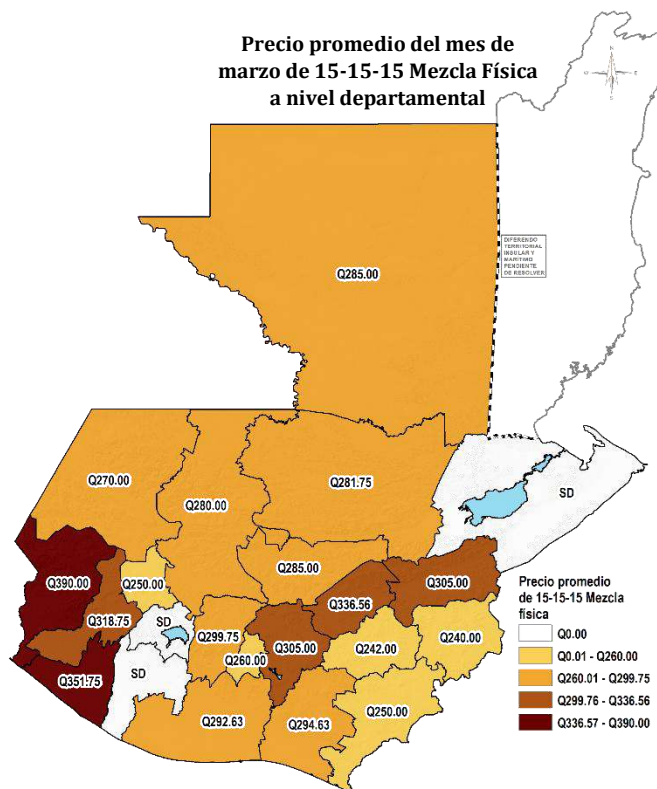 Precio promedio del mes de
marzo de 15-15-15 Mezcla Física
a nivel departamental
N
O
E
S
DIFERENDO
TERRITORIAL
INSULAR Y
MARÍTIMO
PENDIENTE
DE RESOLVER
Q285.00
Q270.00
Q280.00
Q281.75
SD
Q390.00
Q250.00
Q285.00
Q305.00
Q318.75
SD
Q299.75
Q336.56
Q260.00
Q305.00
Q242.00
Q240.00
Q351.75
SD
Q292.63
Q294.63
Q250.00
Precio promedio
de 15-15-15 Mezcla
física
Q0.00
Q0.01 - Q260.00
Q260.01 - Q299.75
Q299.76 - Q336.56
Q336.57 - Q390.00